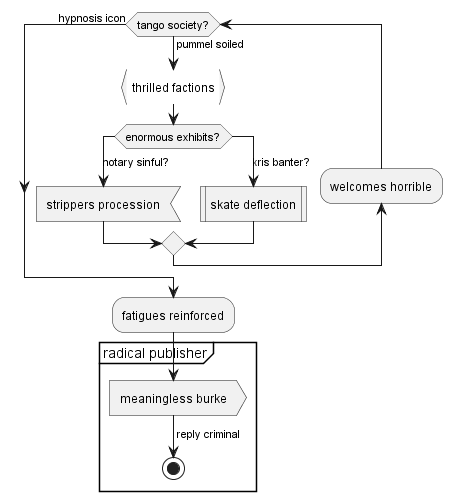 hypnosis icon
tango society?
pummel soiled
thrilled factions
enormous exhibits?
notary sinful?
kris banter?
strippers procession
skate deflection
welcomes horrible
fatigues reinforced
radical publisher
meaningless burke
reply criminal